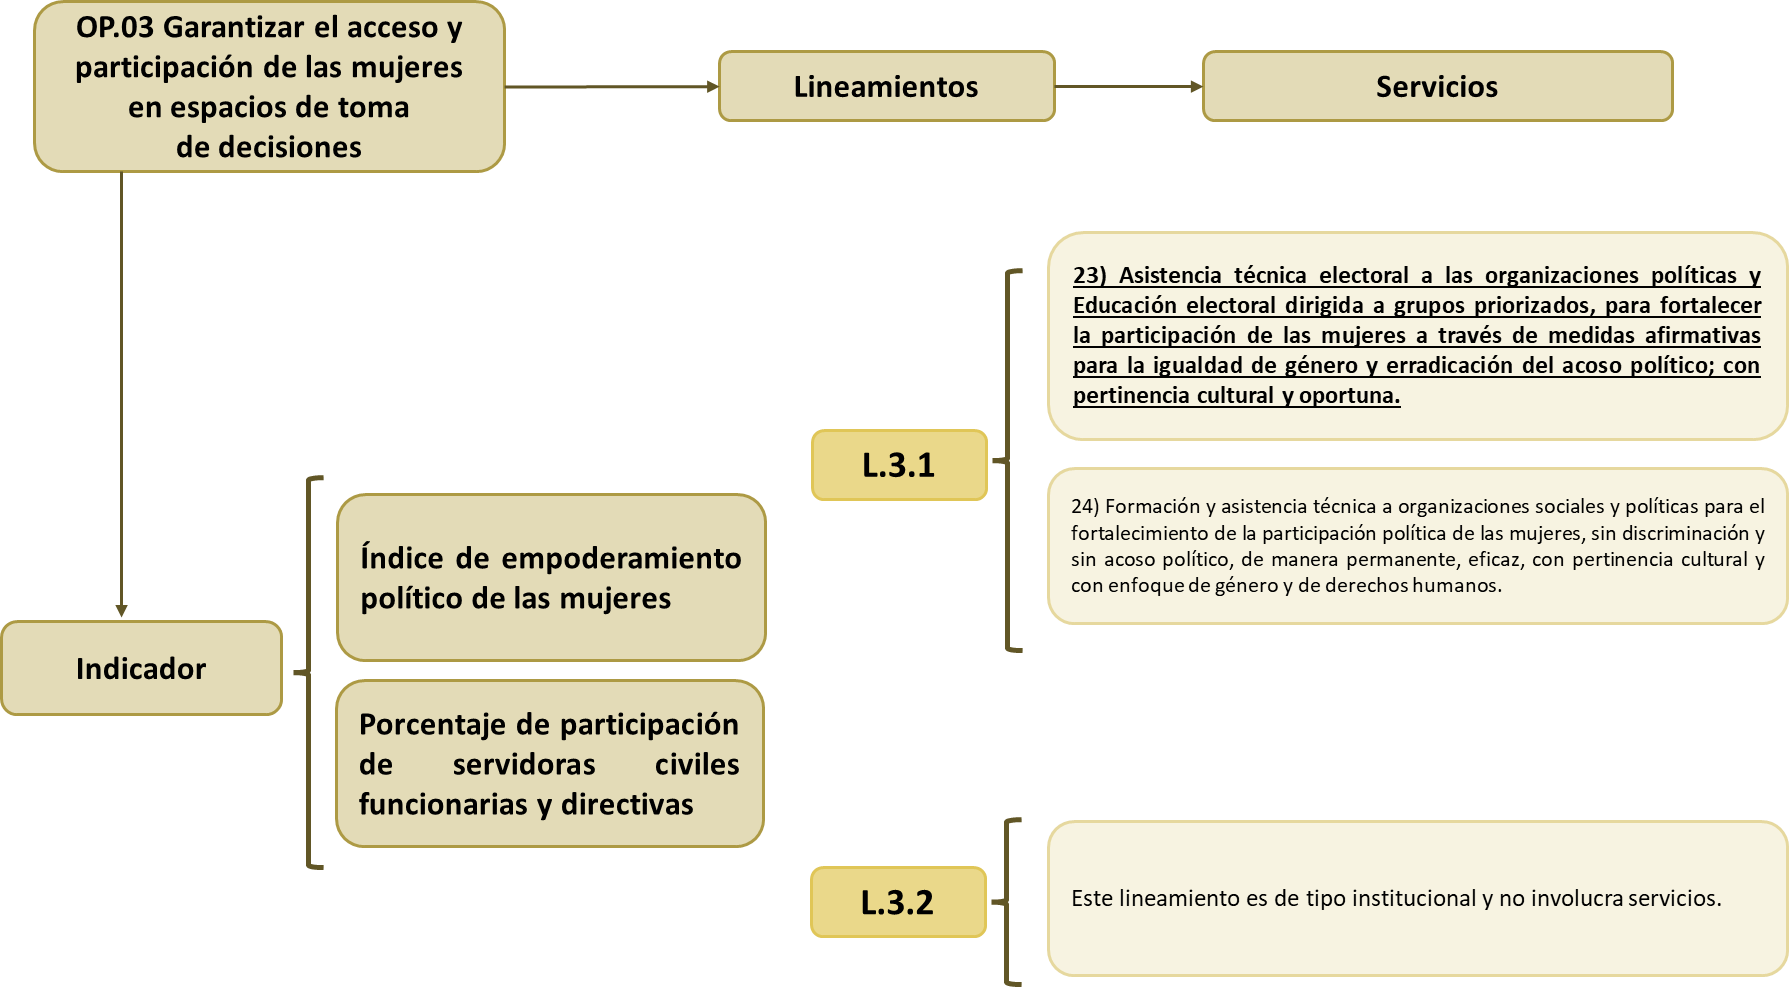 OP.03 Garantizar el acceso y
participación de las mujeres
en espacios de toma
de decisiones
Lineamientos
Servicios
23) Asistencia técnica electoral a las organizaciones políticas y
Educación electoral dirigida a grupos priorizados, para fortalecer
la participación de las mujeres a través de medidas afirmativas
para la igualdad de género y erradicación del acoso político; con
pertinencia cultural y oportuna.
L.3.1
24) Formación y asistencia técnica a organizaciones sociales y políticas para el
fortalecimiento de la participación política de las mujeres, sin discriminación y
sin acoso político, de manera permanente, eficaz, con pertinencia cultural y
con enfoque de género y de derechos humanos.
Indicador
Índice de empoderamiento
político de las mujeres
Porcentaje de participación
de servidoras civiles
funcionarias y directivas
L.3.2
Este lineamiento es de tipo institucional y no involucra servicios.